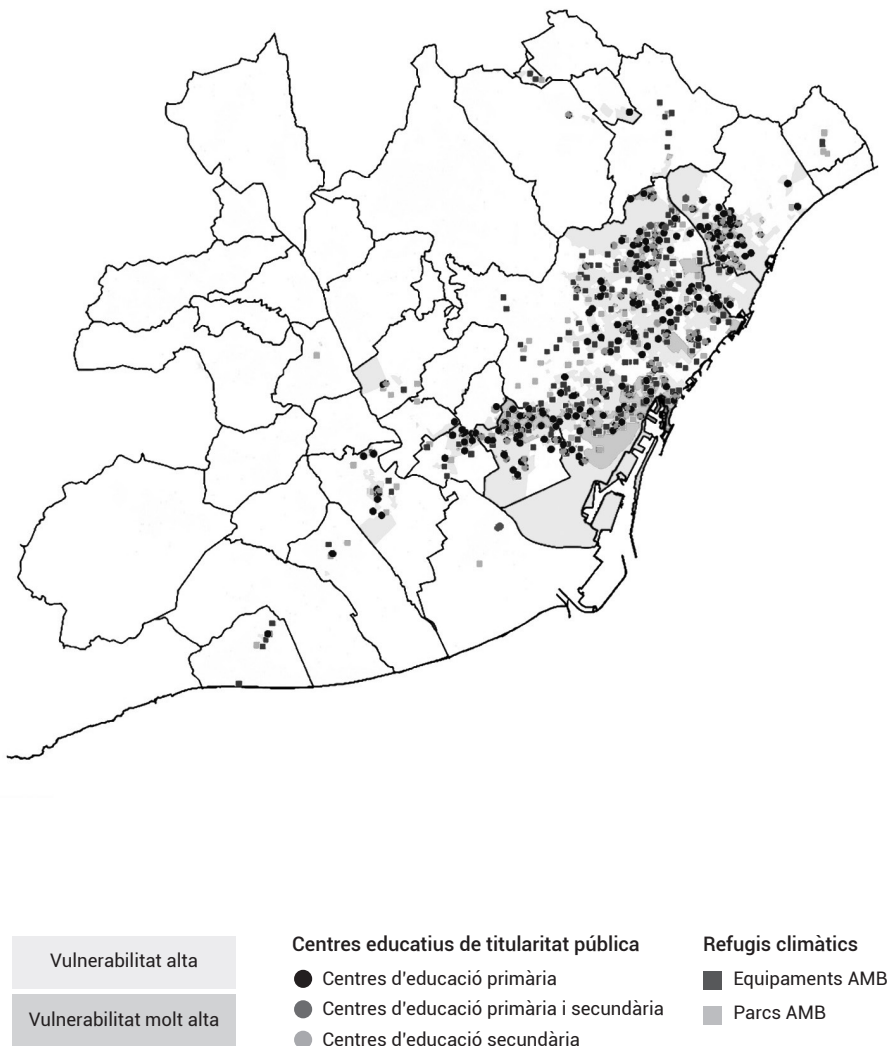 Vulnerabilitat alta
Vulnerabilitat molt alta
Centres educatius de titularitat pública
Centres d'educació primària
Centres d'educació primària i secundària
Centres d'educació secundària
Refugis climàtics
Equipaments AMB
Parcs AMB